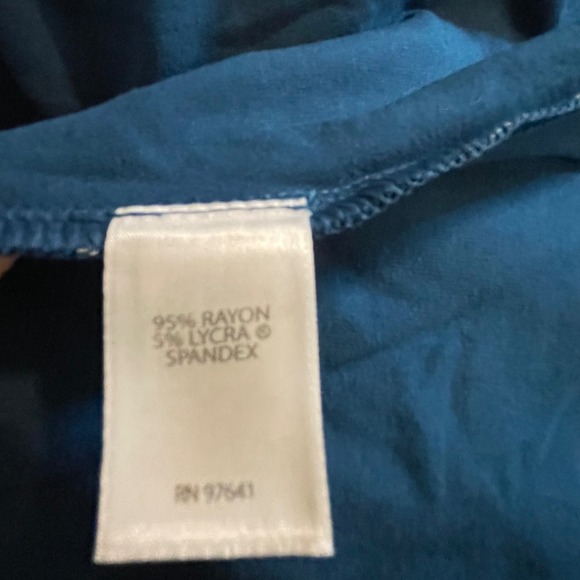 95% RAYON
5% LYCRA ®
SPANDEX
RN 97641